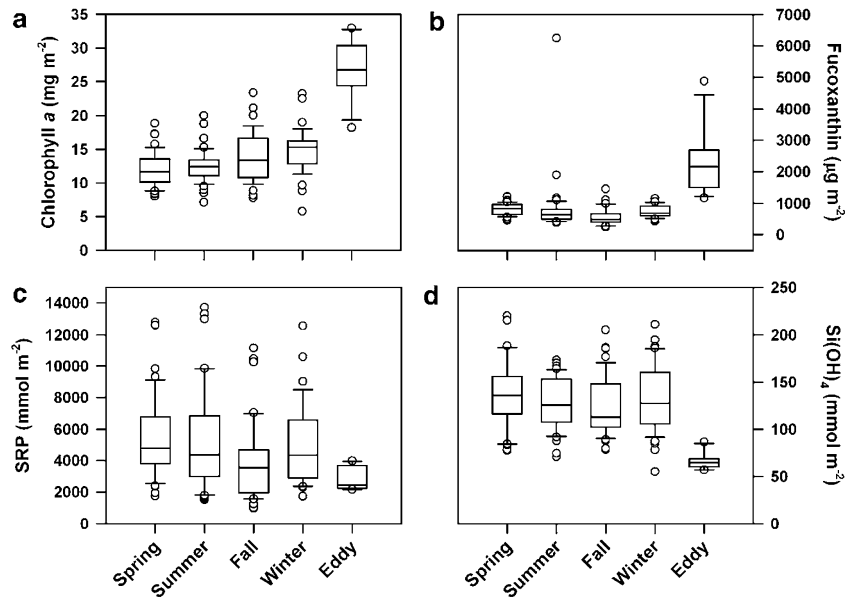 a
b
35
30
25
20
15
10
5
0
Chlorophyll a (mg m-2)
7000
6000
5000
4000
3000
2000
1000
0
Fucoxanthin (µg m-2)
c
d
14000
12000
10000
8000
6000
4000
2000
0
SRP (mmol m-2)
250
200
150
100
50
0
Si(OH)4 (mmol m-2)
Spring
Summer
Fall
Winter
Eddy
Spring
Summer
Fall
Winter
Eddy